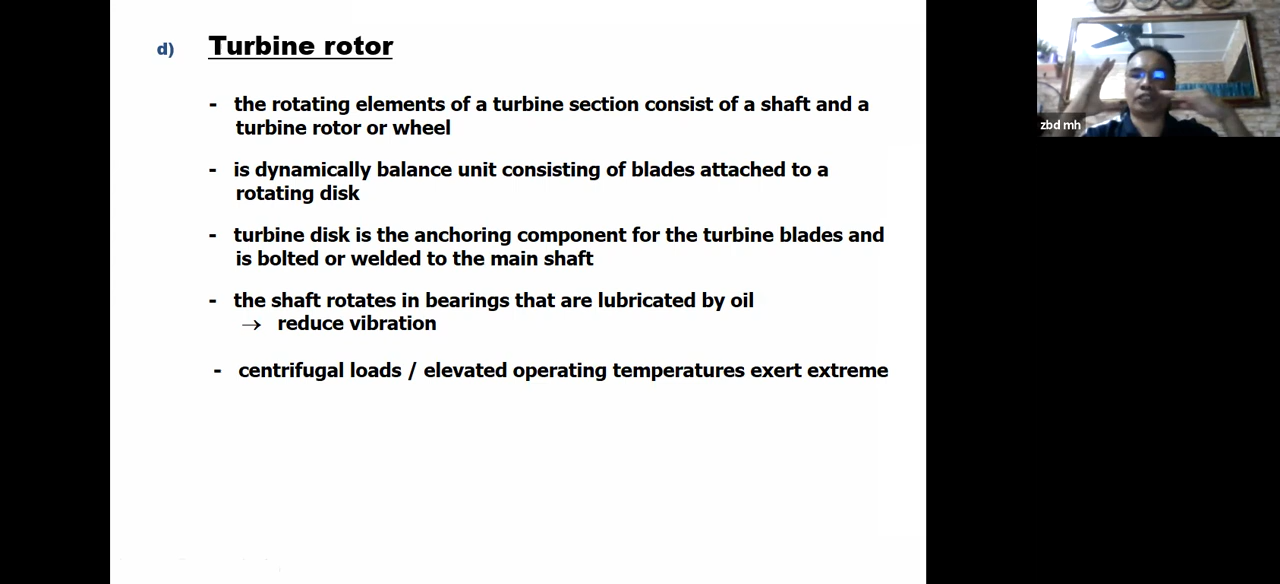 d) Turbine rotor
- the rotating elements of a turbine section consist of a shaft and a
turbine rotor or wheel
- is dynamically balance unit consisting of blades attached to a
rotating disk
- turbine disk is the anchoring component for the turbine blades and
is bolted or welded to the main shaft
- the shaft rotates in bearings that are lubricated by oil
→ reduce vibration
- centrifugal loads / elevated operating temperatures exert extreme
zbd mh